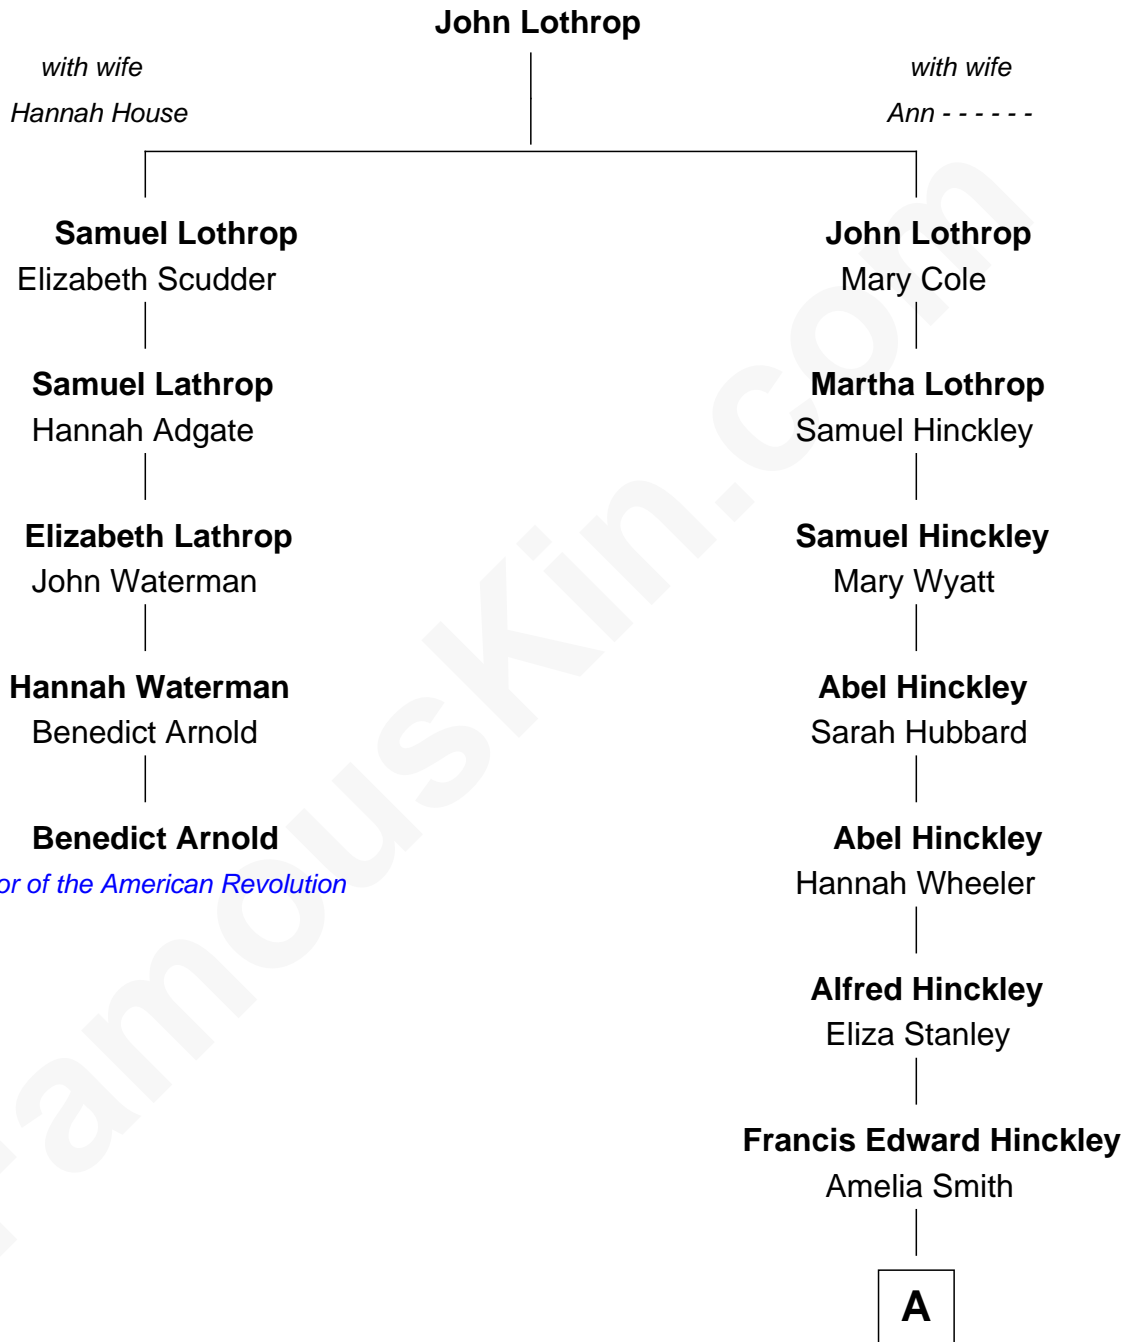 John Lothrop
with wife
Hannah House
with wife
Ann - - - - - -
Samuel Lothrop
Elizabeth Scudder
John Lothrop
Mary Cole
Samuel Lathrop
Hannah Adgate
Martha Lothrop
Samuel Hinckley
Elizabeth Lathrop
John Waterman
Samuel Hinckley
Mary Wyatt
Hannah Waterman
Benedict Arnold
Abel Hinckley
Sarah Hubbard
Benedict Arnold
or of the American Revolution
Abel Hinckley
Hannah Wheeler
Alfred Hinckley
Eliza Stanley
Francis Edward Hinckley
Amelia Smith
A
FamousKin.com